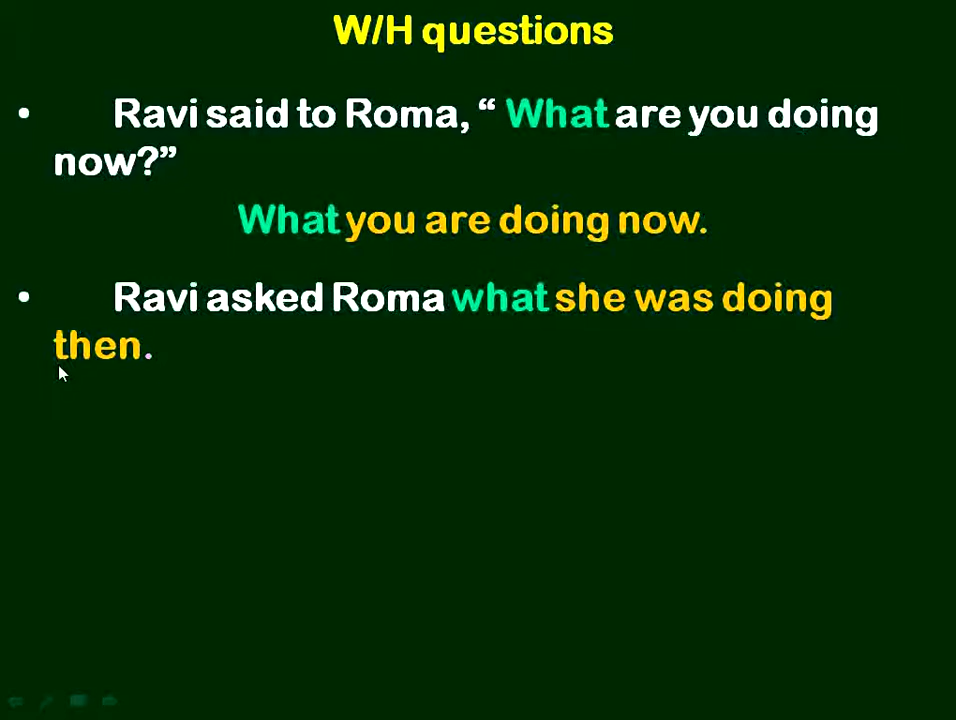 W/H questions
• Ravi said to Roma, “ What are you doing
now?”
What you are doing now.
• Ravi asked Roma what she was doing
then.